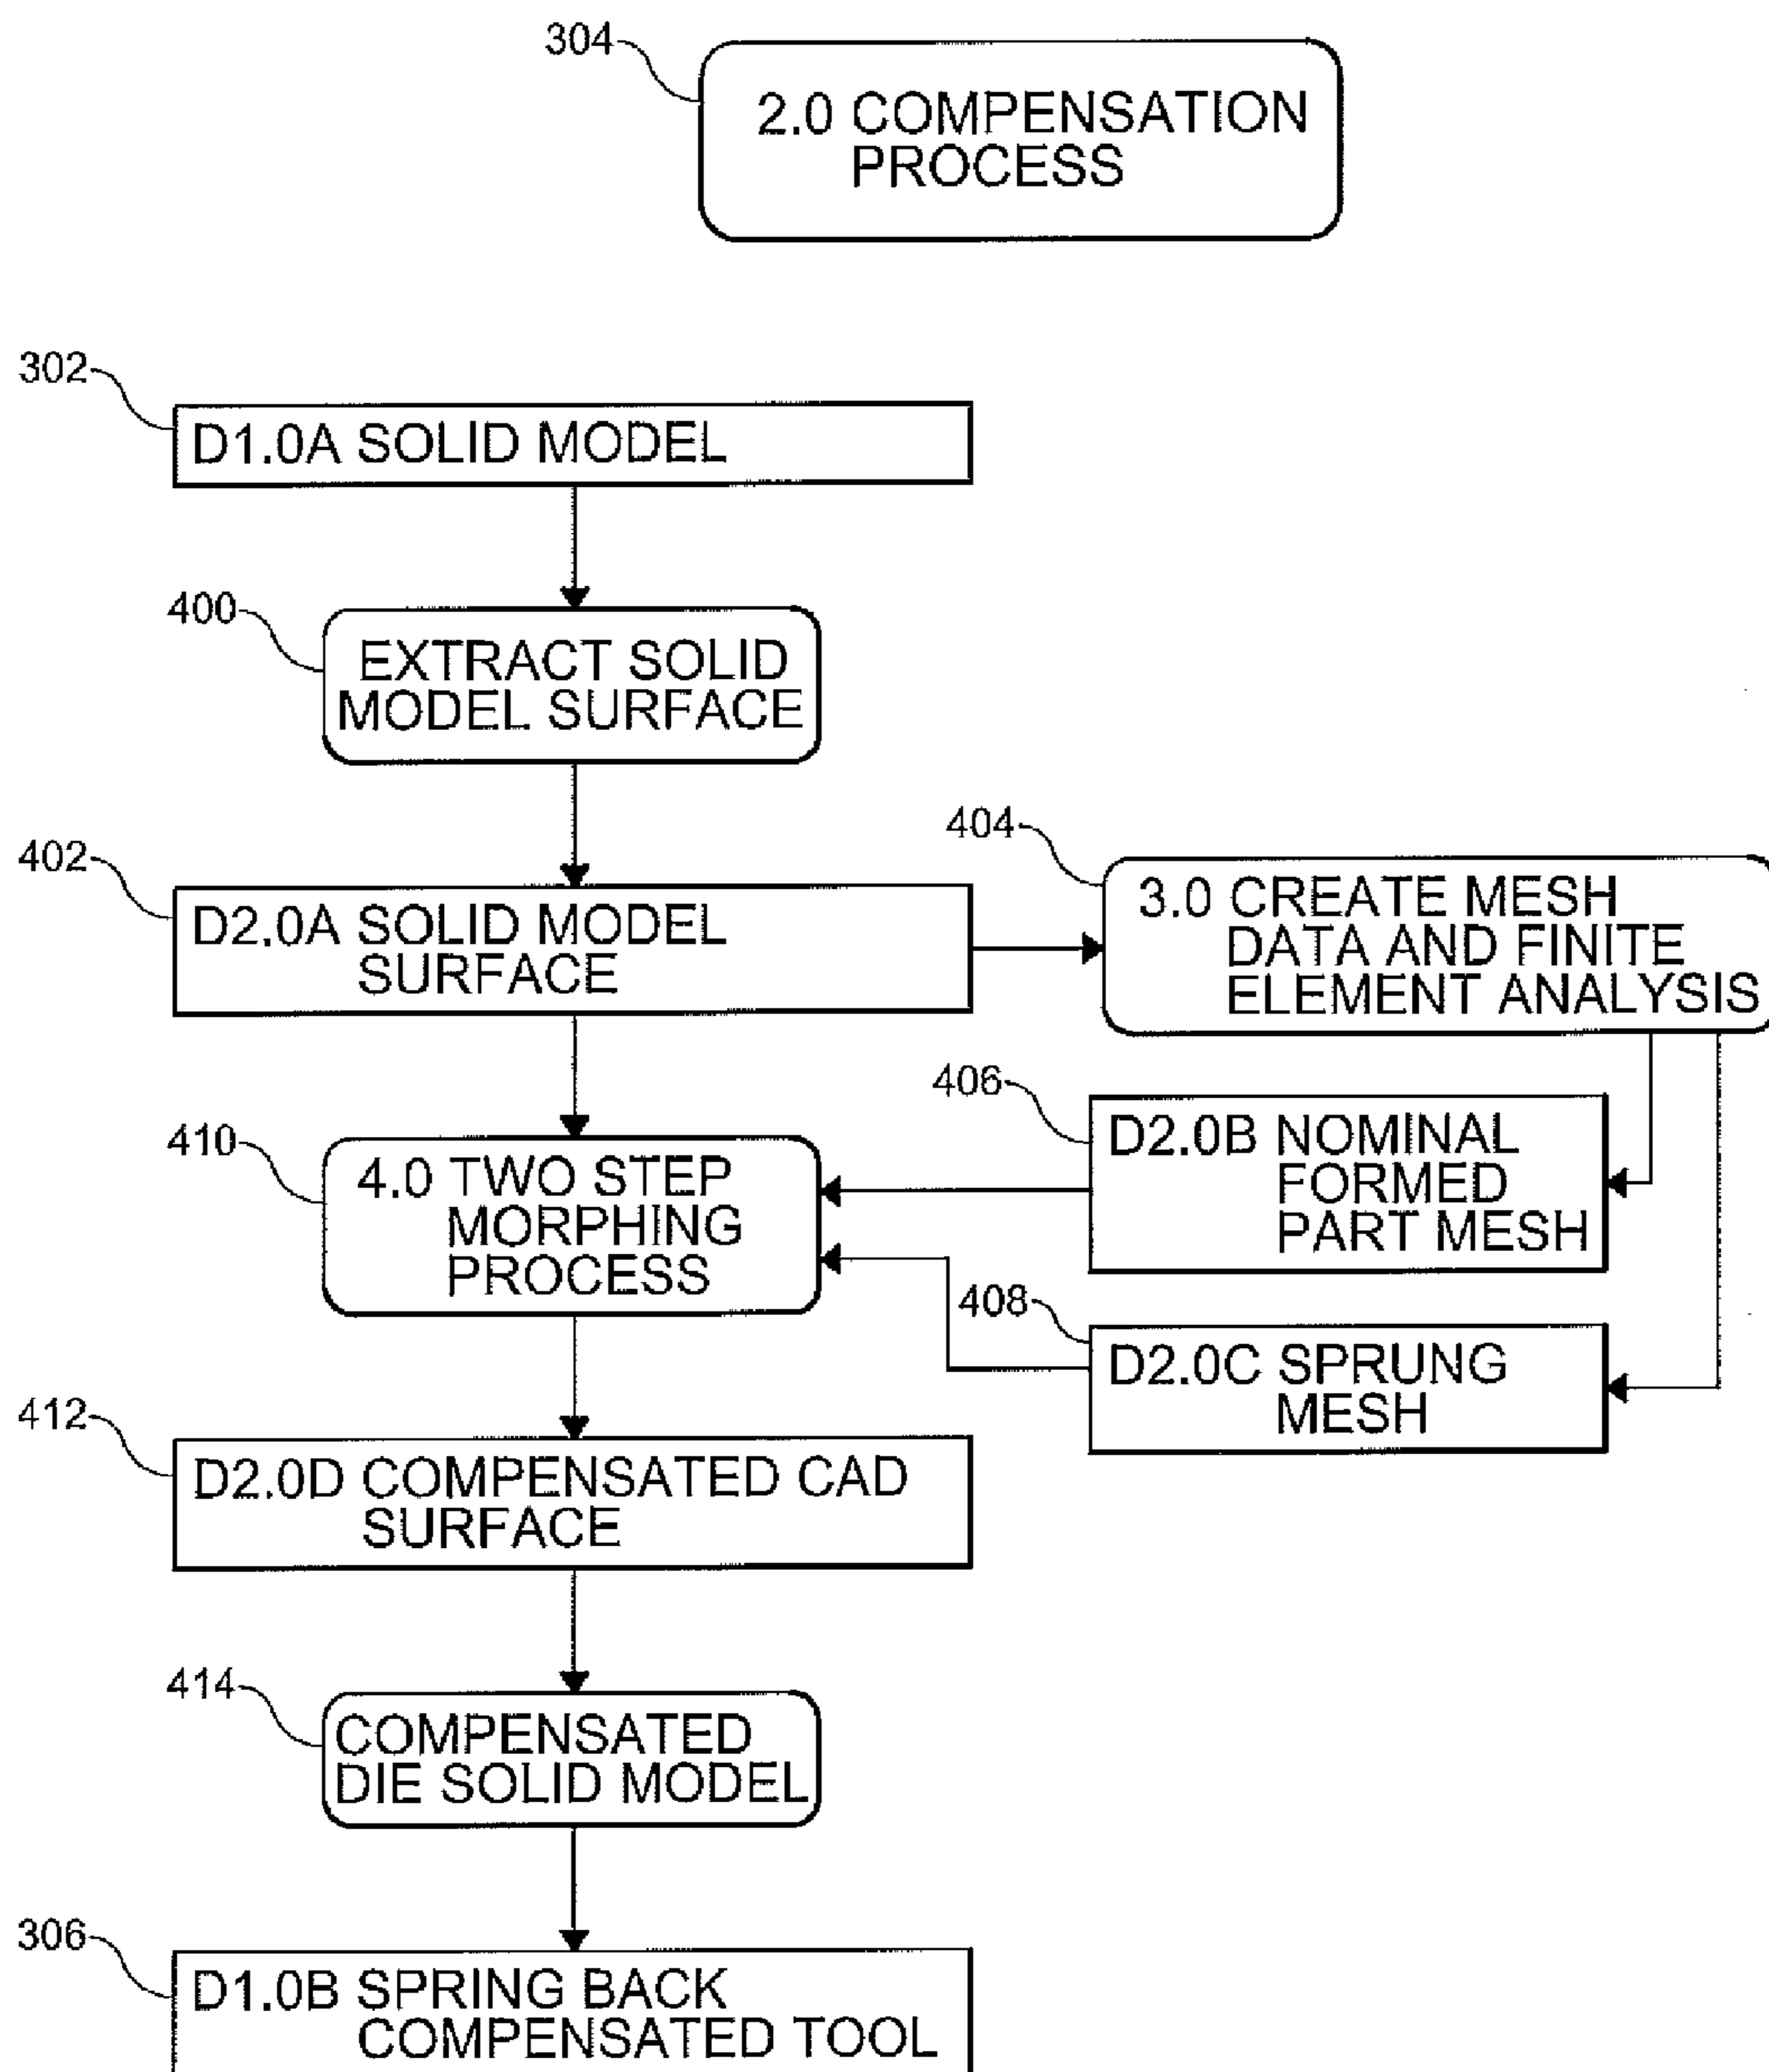 304
2.0 COMPENSATION
PROCESS
302
D1.0A SOLID MODEL
400
EXTRACT SOLID
MODEL SURFACE
402
D2.0A SOLID MODEL
SURFACE
404
3.0 CREATE MESH
DATA AND FINITE
ELEMENT ANALYSIS
406
D2.0B NOMINAL
FORMED
PART MESH
410
4.0 TWO STEP
MORPHING
PROCESS
408
D2.0C SPRUNG
MESH
412
D2.0D COMPENSATED CAD
SURFACE
414
COMPENSATED
DIE SOLID MODEL
306
D1.0B SPRING BACK
COMPENSATED TOOL